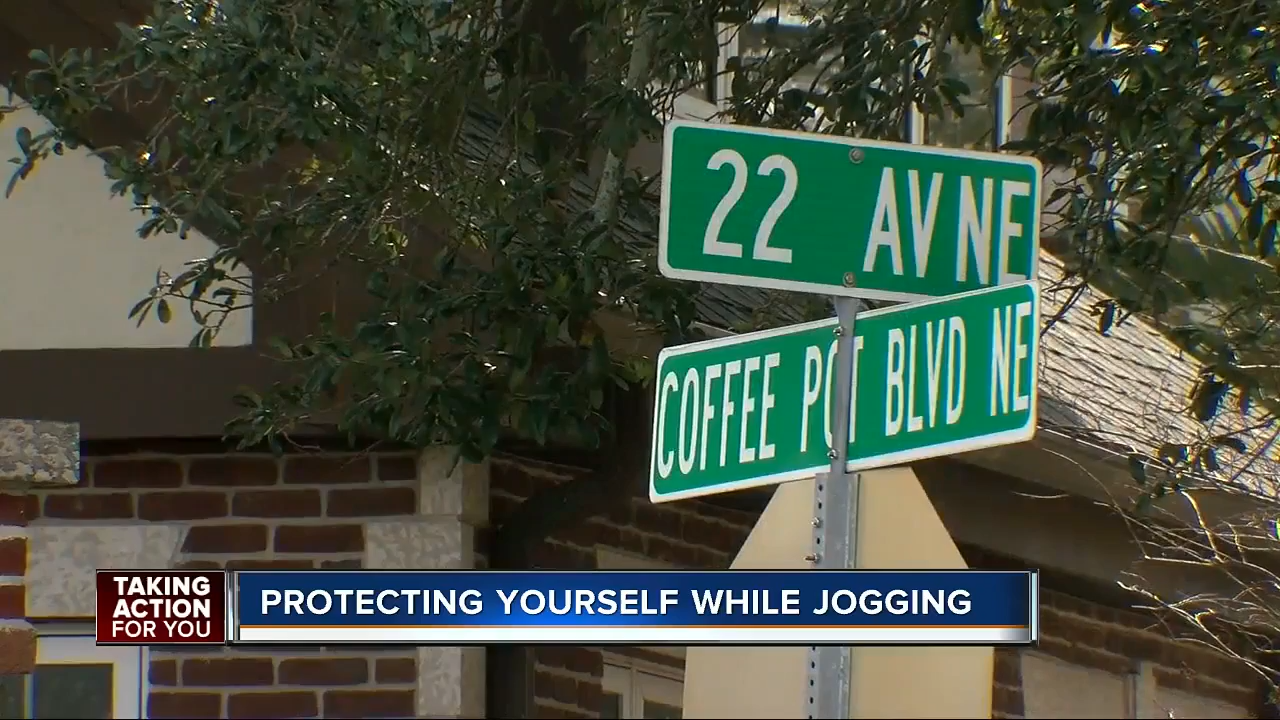 22 AV NE
COFFEE POT BLVD NE
TAKING
ACTION
FOR YOU
PROTECTING YOURSELF WHILE JOGGING